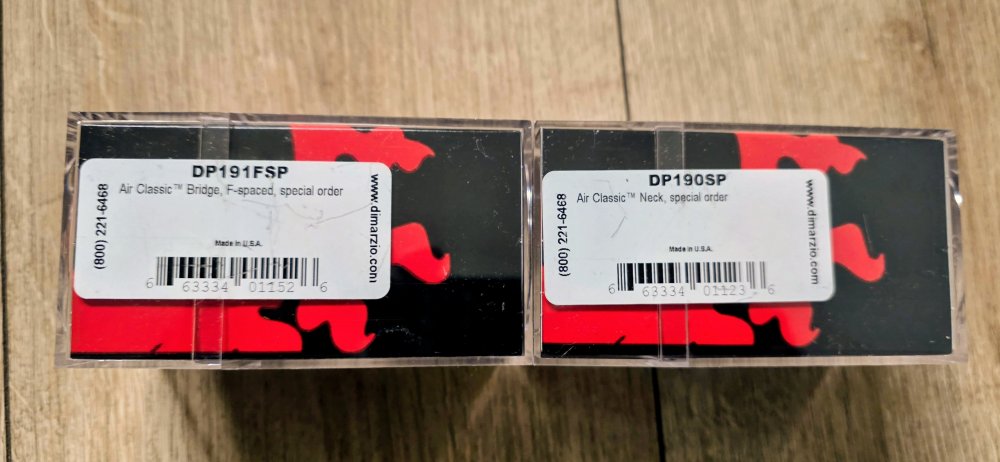 DP191FSP
Air Classic™ Bridge, F-spaced, special order
(800) 221-6468
www.dimarzio.com
Made in U.S.A.
6 63334 01152 6
DP190SP
Air Classic™ Neck, special order
(800) 221-6468
www.dimarzio.com
Made in U.S.A.
6 63334 01123 6